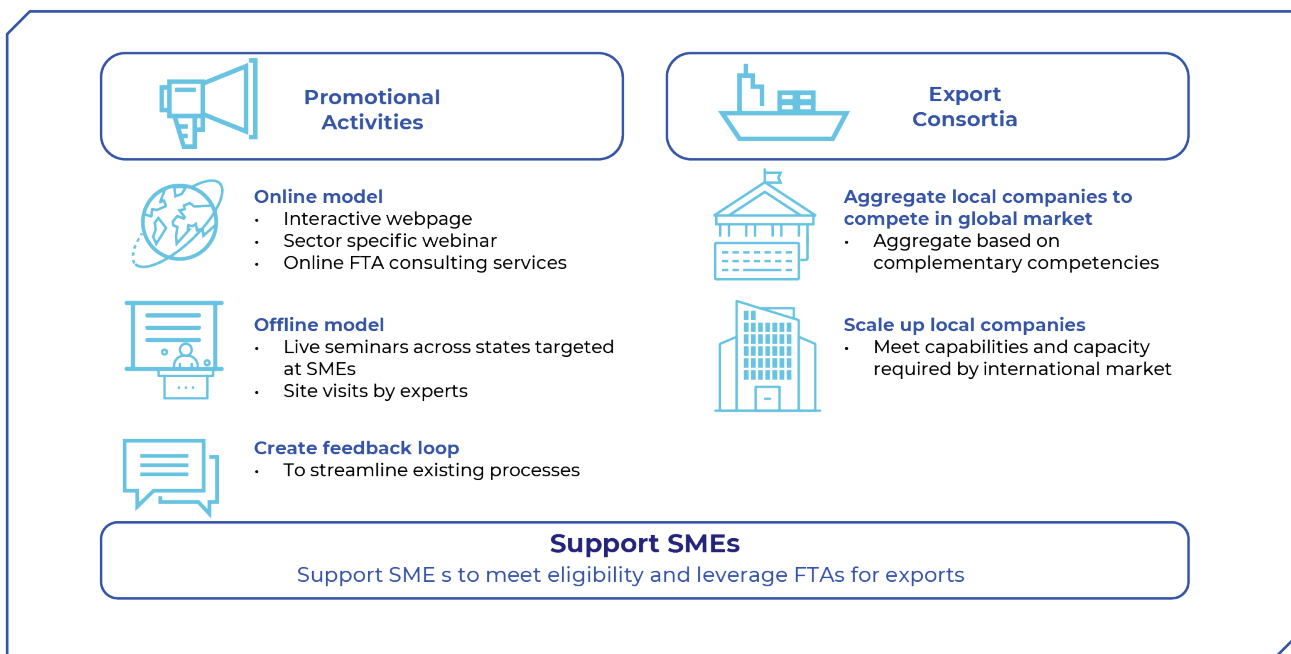 Promotional
Activities
Online model
• Interactive webpage
• Sector specific webinar
• Online FTA consulting services
Offline model
• Live seminars across states targeted
at SMEs
• Site visits by experts
Create feedback loop
• To streamline existing processes
Export
Consortia
Aggregate local companies to
compete in global market
• Aggregate based on
complementary competencies
Scale up local companies
• Meet capabilities and capacity
required by international market
Support SMEs
Support SME s to meet eligibility and leverage FTAs for exports